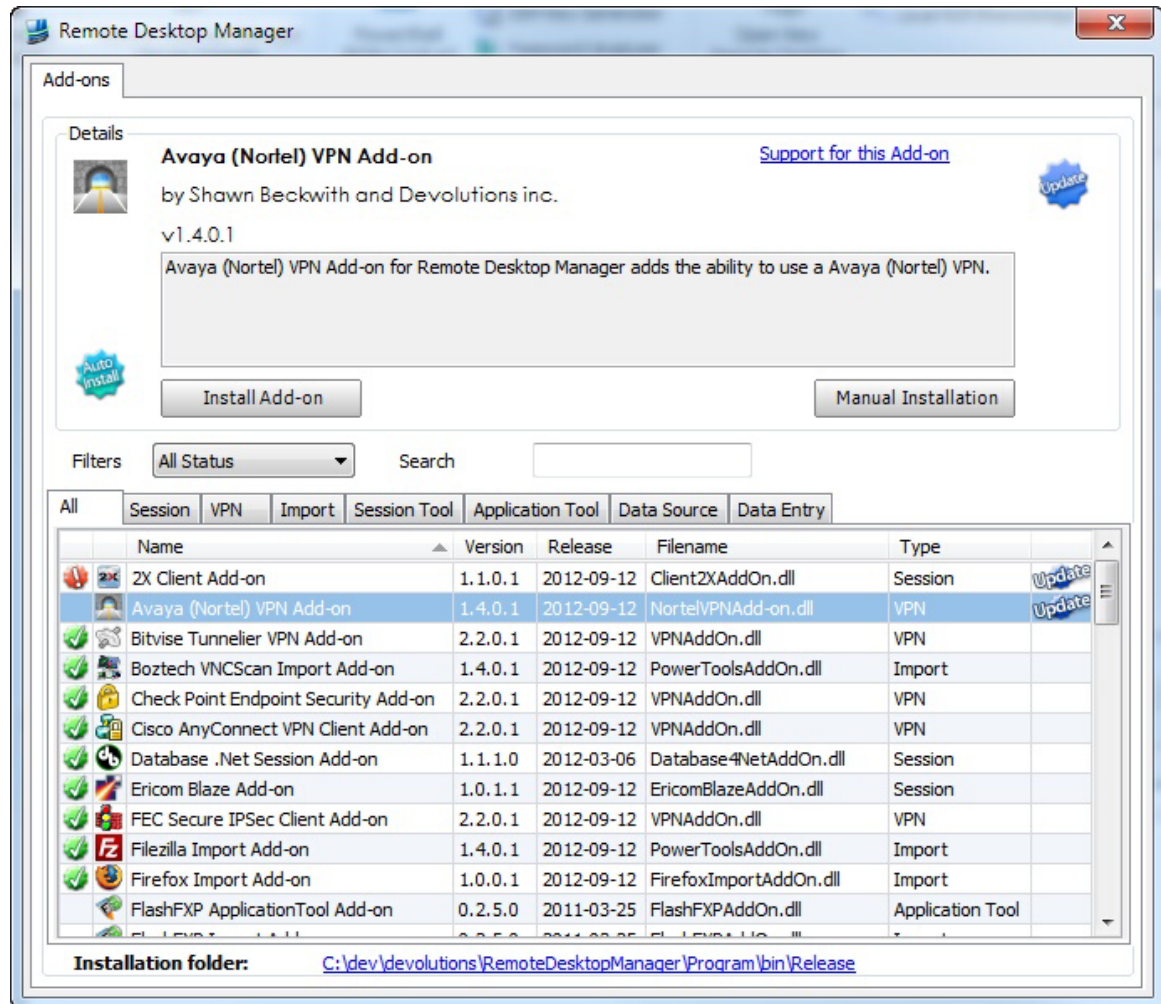 Remote Desktop Manager
Add-ons
Details
Avaya (Nortel) VPN Add-on
Support for this Add-on
Update
by Shawn Beckwith and Devolutions inc.
v1.4.0.1
Avaya (Nortel) VPN Add-on for Remote Desktop Manager adds the ability to use a Avaya (Nortel) VPN.
Auto Install
Install Add-on Manual Installation
Filters All Status Search
All Session VPN Import Session Tool Application Tool Data Source Data Entry
Name Version Release Filename Type
2X 2X Client Add-on 1.1.0.1 2012-09-12 Client2XAddOn.dll Session Update
Avaya (Nortel) VPN Add-on 1.4.0.1 2012-09-12 NortelVPNAdd-on.dll VPN Update
Bitvise Tunnelier VPN Add-on 2.2.0.1 2012-09-12 VPNAddOn.dll VPN
Boztech VNCScan Import Add-on 1.4.0.1 2012-09-12 PowerToolsAddOn.dll Import
Check Point Endpoint Security Add-on 2.2.0.1 2012-09-12 VPNAddOn.dll VPN
Cisco AnyConnect VPN Client Add-on 2.2.0.1 2012-09-12 VPNAddOn.dll VPN
Database .Net Session Add-on 1.1.1.0 2012-03-06 Database4NetAddOn.dll Session
Ericom Blaze Add-on 1.0.1.1 2012-09-12 EricomBlazeAddOn.dll Session
FEC Secure IPSec Client Add-on 2.2.0.1 2012-09-12 VPNAddOn.dll VPN
Fz Filezilla Import Add-on 1.4.0.1 2012-09-12 PowerToolsAddOn.dll Import
Firefox Import Add-on 1.0.0.1 2012-09-12 FirefoxImportAddOn.dll Import
FlashFXP ApplicationTool Add-on 0.2.5.0 2011-03-25 FlashFXPAddOn.dll Application Tool
Installation folder: C:\dev\devolutions\RemoteDesktopManager\Program\bin\Release